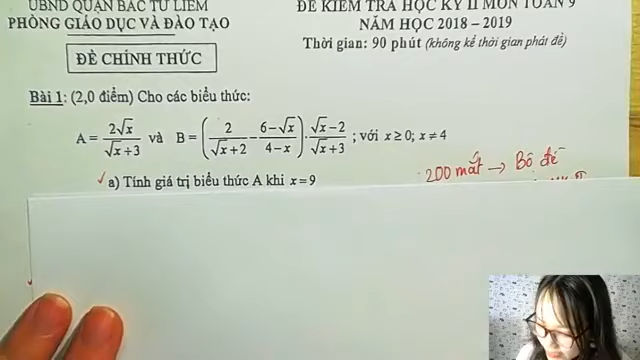 UBND QUẬN BẮC TỪ LIÊM
PHÒNG GIÁO DỤC VÀ ĐÀO TẠO
ĐỀ CHÍNH THỨC
ĐỀ KIỂM TRA HỌC KỲ II MÔN TOÁN 9
NĂM HỌC 2018 – 2019
Thời gian: 90 phút (không kể thời gian phát đề)
Bài 1: (2,0 điểm) Cho các biểu thức:
A = 2√x / (√x + 3) và B = (2 / (√x + 2) − (6 − √x) / (4 − x)) · (√x − 2) / (√x + 3) ; với x ≥ 0; x ≠ 4
a) Tính giá trị biểu thức A khi x = 9
200 mắt → Bộ đề